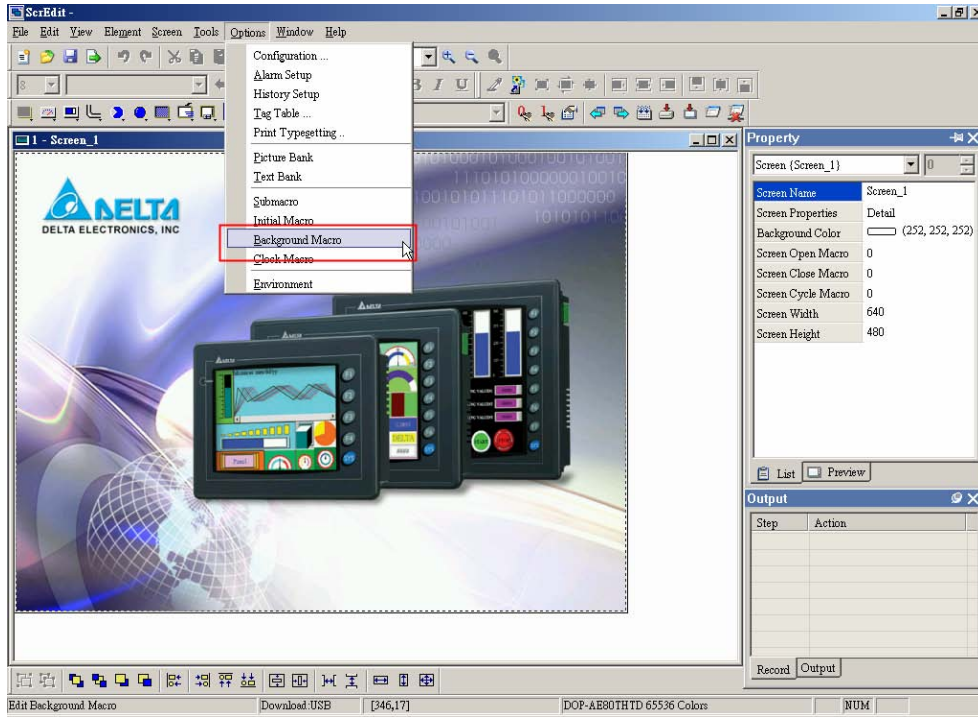 ScrEdit -
File Edit View Element Screen Tools Options Window Help
Configuration ...
Alarm Setup
History Setup
Tag Table ...
Print Typegetting ..
Picture Bank
Text Bank
Submacro
Initial Macro
Background Macro
Clock Macro
Environment
8
B I U
1 - Screen_1
DELTA
DELTA ELECTRONICS, INC
Property
Screen {Screen_1}
0
Screen Name Screen_1
Screen Properties Detail
Background Color (252, 252, 252)
Screen Open Macro 0
Screen Close Macro 0
Screen Cycle Macro 0
Screen Width 640
Screen Height 480
List Preview
Output
Step Action
Record Output
Edit Background Macro Download:USB [346,17] DOP-AE80THTD 65536 Colors NUM